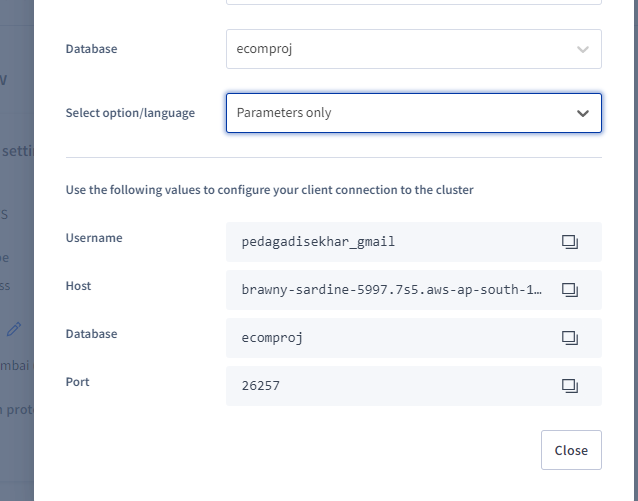 Database
ecomproj
Select option/language
Parameters only
Use the following values to configure your client connection to the cluster
Username
pedagadisekhar_gmail
Host
brawny-sardine-5997.7s5.aws-ap-south-1...
Database
ecomproj
Port
26257
Close
w
settin
S
pe
ss
mbai
n prot